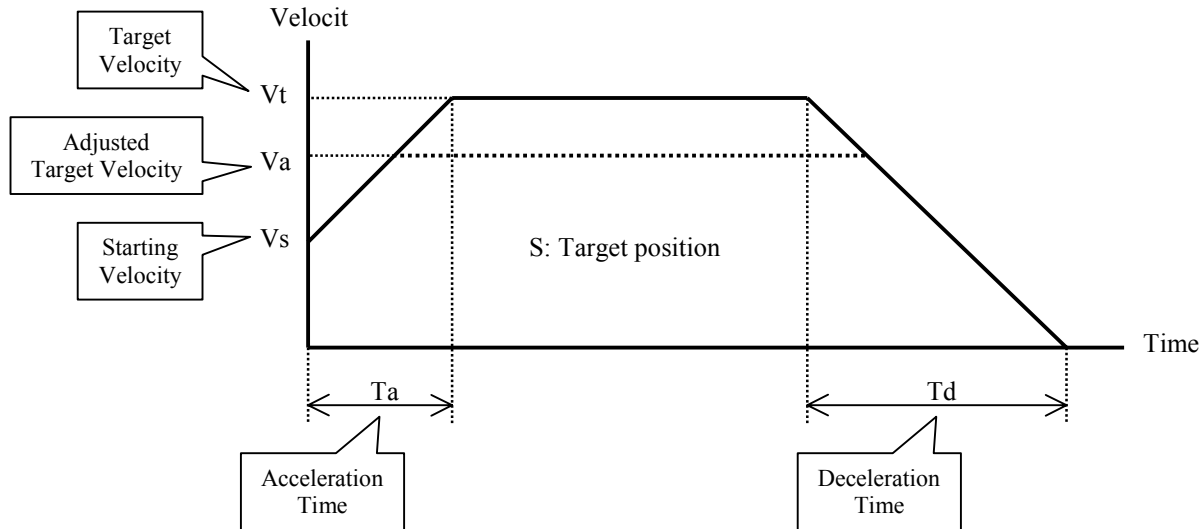 Velocit
Target
Velocity
Vt
Adjusted
Target Velocity
Va
Starting
Velocity
Vs
S: Target position
Time
Ta
Td
Acceleration
Time
Deceleration
Time